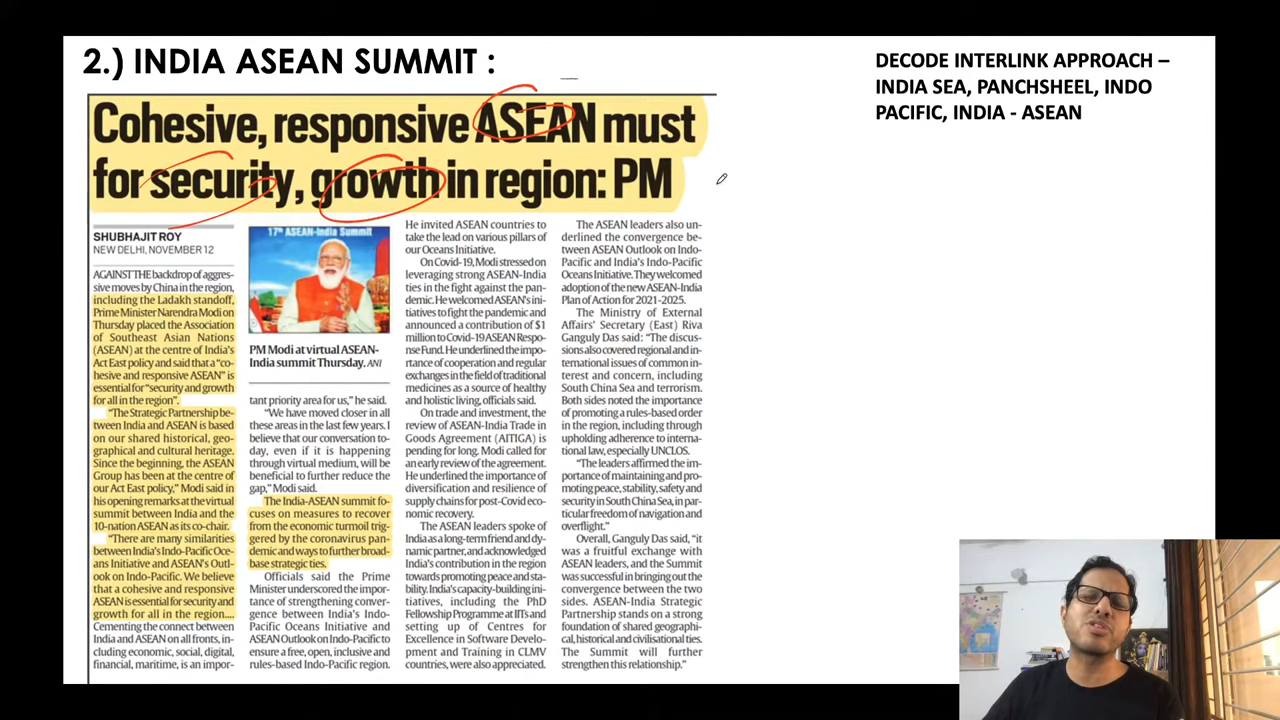 2.) INDIA ASEAN SUMMIT :
DECODE INTERLINK APPROACH –
INDIA SEA, PANCHSHEEL, INDO
PACIFIC, INDIA - ASEAN
Cohesive, responsive ASEAN must
for security, growth in region: PM
SHUBHAJIT ROY
NEW DELHI, NOVEMBER 12
AGAINST THE backdrop of aggres-
sive moves by China in the region,
including the Ladakh standoff,
Prime Minister Narendra Modi on
Thursday placed the Association
of Southeast Asian Nations
(ASEAN) at the centre of India's
Act East policy and said that a "co-
hesive and responsive ASEAN" is
essential for "security and growth
for all in the region".
"The Strategic Partnership be-
tween India and ASEAN is based
on our shared historical, geo-
graphical and cultural heritage.
Since the beginning, the ASEAN
Group has been at the centre of
our Act East policy," Modi said in
his opening remarks at the virtual
summit between India and the
10-nation ASEAN as its co-chair.
"There are many similarities
between India's Indo-Pacific Oce-
ans Initiative and ASEAN's Outl-
ook on Indo-Pacific. We believe
that a cohesive and responsive
ASEAN is essential for security and
growth for all in the region....
Cementing the connect between
India and ASEAN on all fronts, in-
cluding economic, social, digital,
financial, maritime, is an impor-
17th ASEAN-India Summit
PM Modi at virtual ASEAN-
India summit Thursday. ANI
tant priority area for us," he said.
"We have moved closer in all
these areas in the last few years. I
believe that our conversation to-
day, even if it is happening
through virtual medium, will be
beneficial to further reduce the
gap," Modi said.
The India-ASEAN summit fo-
cuses on measures to recover
from the economic turmoil trig-
gered by the coronavirus pan-
demic and ways to further broad-
base strategic ties.
Officials said the Prime
Minister underscored the impor-
tance of strengthening conver-
gence between India's Indo-
Pacific Oceans Initiative and
ASEAN Outlook on Indo-Pacific to
ensure a free, open, inclusive and
rules-based Indo-Pacific region.
He invited ASEAN countries to
take the lead on various pillars of
our Oceans Initiative.
On Covid-19, Modi stressed on
leveraging strong ASEAN-India
ties in the fight against the pan-
demic. He welcomed ASEAN's ini-
tiatives to fight the pandemic and
announced a contribution of $1
million to Covid-19 ASEAN Respo-
nse Fund. He underlined the impo-
rtance of cooperation and regular
exchanges in the field of traditional
medicines as a source of healthy
and holistic living, officials said.
On trade and investment, the
review of ASEAN-India Trade in
Goods Agreement (AITIGA) is
pending for long. Modi called for
an early review of the agreement.
He underlined the importance of
diversification and resilience of
supply chains for post-Covid eco-
nomic recovery.
The ASEAN leaders spoke of
India as a long-term friend and dy-
namic partner, and acknowledged
India's contribution in the region
towards promoting peace and sta-
bility. India's capacity-building ini-
tiatives, including the PhD
Fellowship Programme at IITs and
setting up of Centres for
Excellence in Software Develo-
pment and Training in CLMV
countries, were also appreciated.
The ASEAN leaders also un-
derlined the convergence be-
tween ASEAN Outlook on Indo-
Pacific and India's Indo-Pacific
Oceans Initiative. They welcomed
adoption of the new ASEAN-India
Plan of Action for 2021-2025.
The Ministry of External
Affairs' Secretary (East) Riva
Ganguly Das said: "The discus-
sions also covered regional and in-
ternational issues of common in-
terest and concern, including
South China Sea and terrorism.
Both sides noted the importance
of promoting a rules-based order
in the region, including through
upholding adherence to interna-
tional law, especially UNCLOS.
"The leaders affirmed the im-
portance of maintaining and pro-
moting peace, stability, safety and
security in South China Sea, in par-
ticular freedom of navigation and
overflight."
Overall, Ganguly Das said, "it
was a fruitful exchange with
ASEAN leaders, and the Summit
was successful in bringing out the
convergence between the two
sides. ASEAN-India Strategic
Partnership stands on a strong
foundation of shared geographi-
cal, historical and civilisational ties.
The Summit will further
strengthen this relationship."